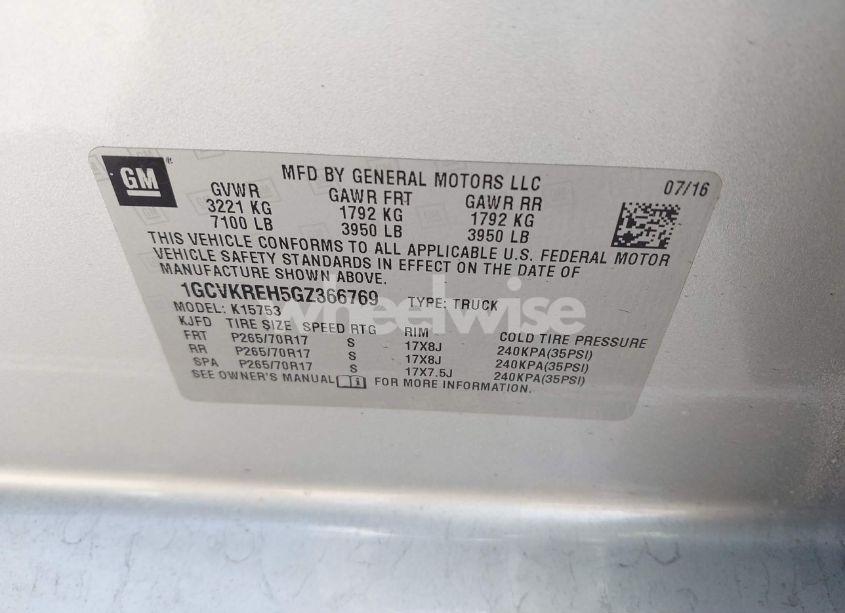 GM ®
MFD BY GENERAL MOTORS LLC 07/16
GVWR GAWR FRT GAWR RR
3221 KG 1792 KG 1792 KG
7100 LB 3950 LB 3950 LB
THIS VEHICLE CONFORMS TO ALL APPLICABLE U.S. FEDERAL MOTOR
VEHICLE SAFETY STANDARDS IN EFFECT ON THE DATE OF
MANUFACTURE SHOWN ABOVE.
1GCVKREH5GZ366769 TYPE: TRUCK
MODEL: K15753
KJFD TIRE SIZE SPEED RTG RIM COLD TIRE PRESSURE
FRT P265/70R17 S 17X8J 240KPA(35PSI)
RR P265/70R17 S 17X8J 240KPA(35PSI)
SPA P265/70R17 S 17X7.5J 240KPA(35PSI)
SEE OWNER'S MANUAL FOR MORE INFORMATION.
wheelwise